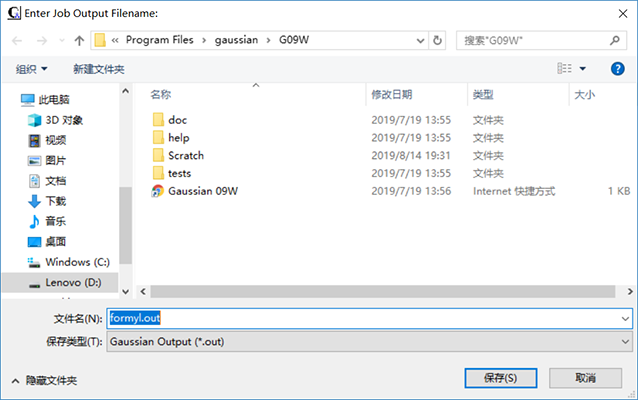 Enter Job Output Filename:
« Program Files › gaussian › G09W
搜索"G09W"
组织 新建文件夹
此电脑
3D 对象
视频
图片
文档
下载
音乐
桌面
Windows (C:)
Lenovo (D:)
名称 修改日期 类型 大小
doc 2019/7/19 13:55 文件夹
help 2019/7/19 13:55 文件夹
Scratch 2019/8/14 19:31 文件夹
tests 2019/7/19 13:55 文件夹
Gaussian 09W 2019/7/19 13:56 Internet 快捷方式 1 KB
文件名(N): formyl.out
保存类型(T): Gaussian Output (*.out)
隐藏文件夹 保存(S) 取消